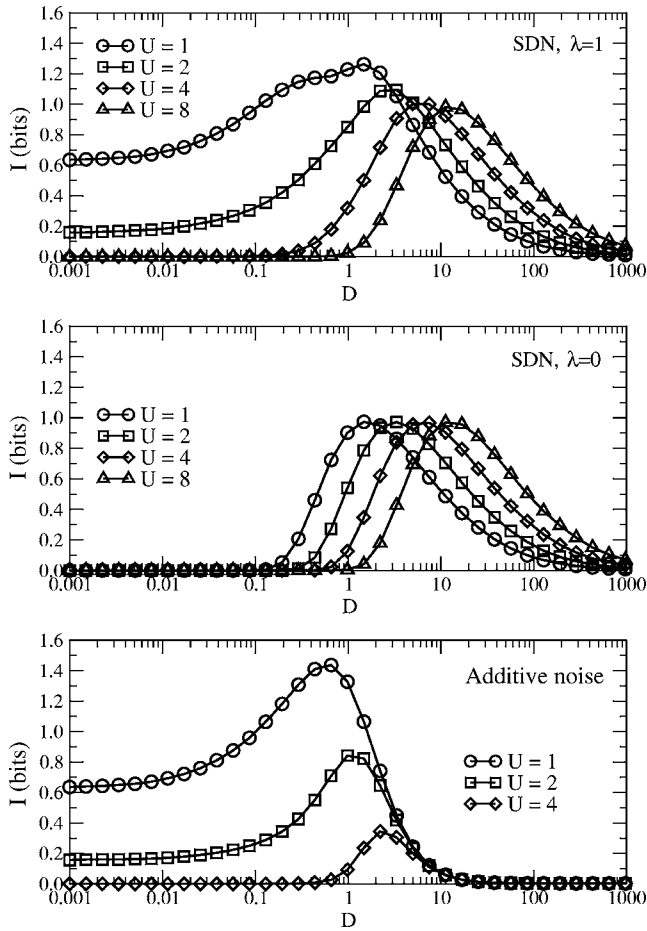 1.6
1.4
1.2
1.0
0.8
0.6
0.4
0.2
0.0
I (bits)
U = 1
U = 2
U = 4
U = 8
SDN, λ=1
0.001 0.01 0.1 1 10 100 1000
D
1.6
1.4
1.2
1.0
0.8
0.6
0.4
0.2
0.0
I (bits)
U = 1
U = 2
U = 4
U = 8
SDN, λ=0
0.001 0.01 0.1 1 10 100 1000
D
1.6
1.4
1.2
1.0
0.8
0.6
0.4
0.2
0.0
I (bits)
Additive noise
U = 1
U = 2
U = 4
0.001 0.01 0.1 1 10 100 1000
D